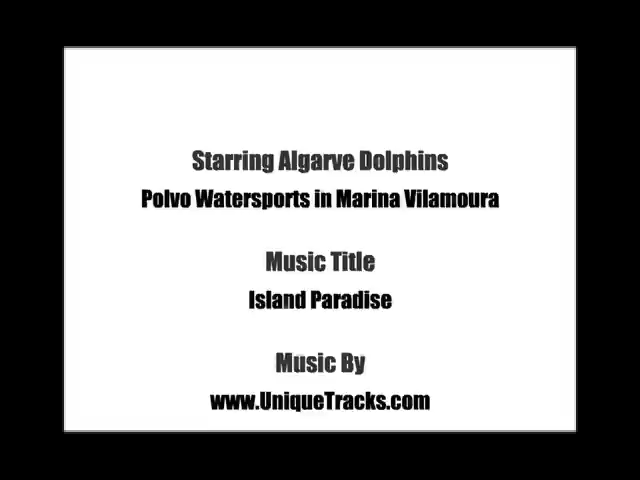 Starring Algarve Dolphins
Polvo Watersports in Marina Vilamoura
Music Title
Island Paradise
Music By
www.UniqueTracks.com